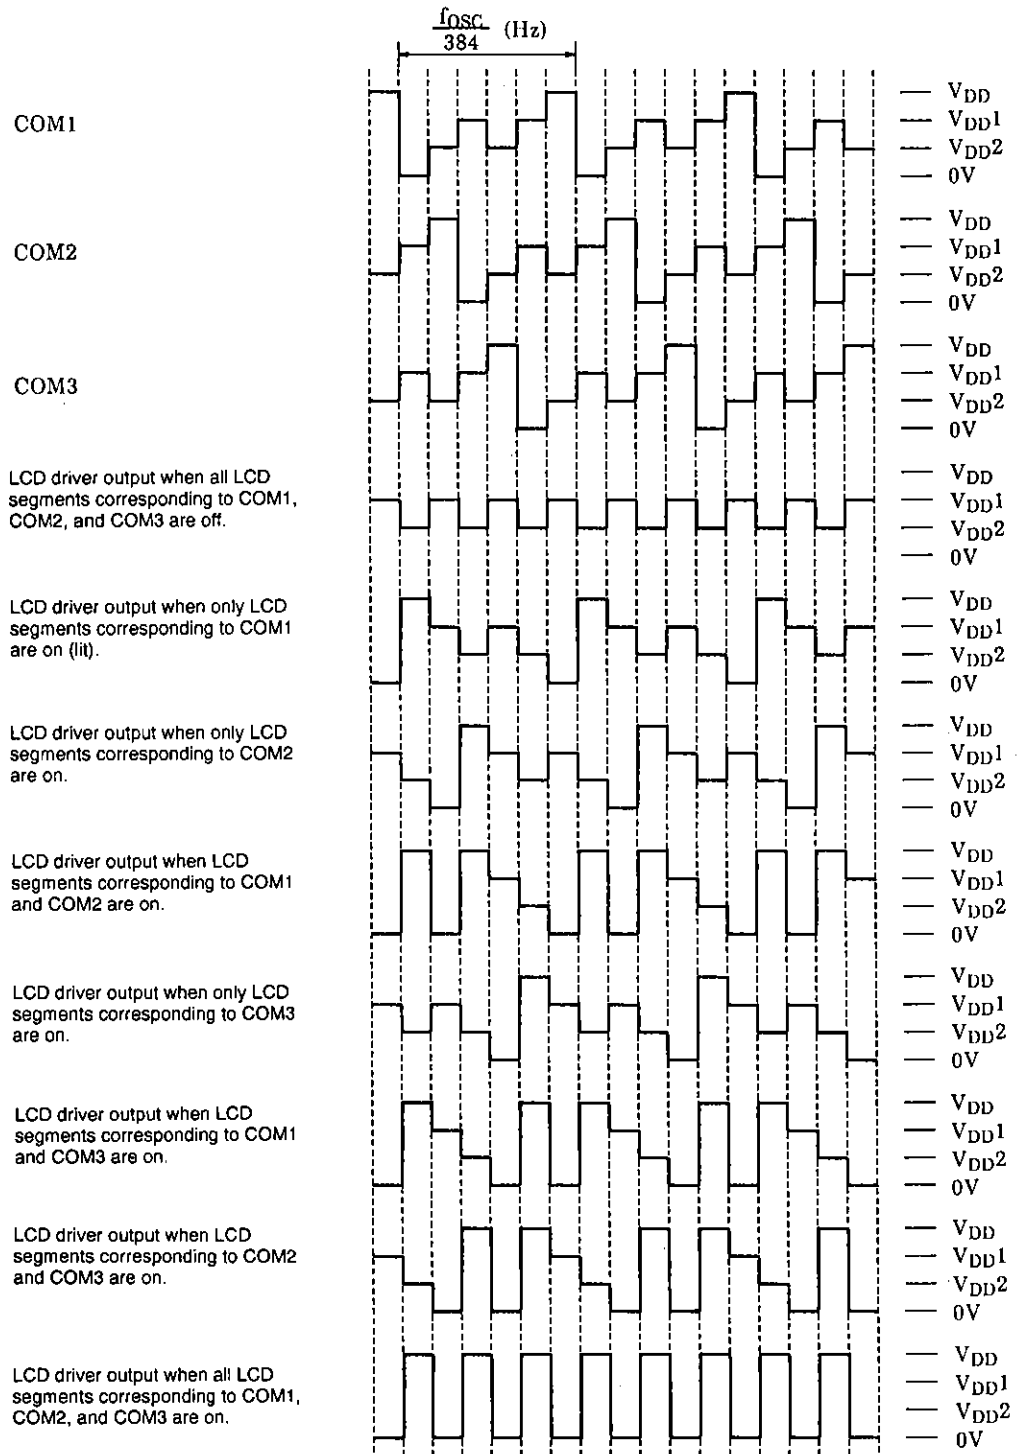 fOSC
384
(Hz)
COM1
VDD
VDD1
VDD2
0V
COM2
VDD
VDD1
VDD2
0V
COM3
VDD
VDD1
VDD2
0V
LCD driver output when all LCD
segments corresponding to COM1,
COM2, and COM3 are off.
VDD
VDD1
VDD2
0V
LCD driver output when only LCD
segments corresponding to COM1
are on (lit).
VDD
VDD1
VDD2
0V
LCD driver output when only LCD
segments corresponding to COM2
are on.
VDD
VDD1
VDD2
0V
LCD driver output when LCD
segments corresponding to COM1
and COM2 are on.
VDD
VDD1
VDD2
0V
LCD driver output when only LCD
segments corresponding to COM3
are on.
VDD
VDD1
VDD2
0V
LCD driver output when LCD
segments corresponding to COM1
and COM3 are on.
VDD
VDD1
VDD2
0V
LCD driver output when LCD
segments corresponding to COM2
and COM3 are on.
VDD
VDD1
VDD2
0V
LCD driver output when all LCD
segments corresponding to COM1,
COM2, and COM3 are on.
VDD
VDD1
VDD2
0V